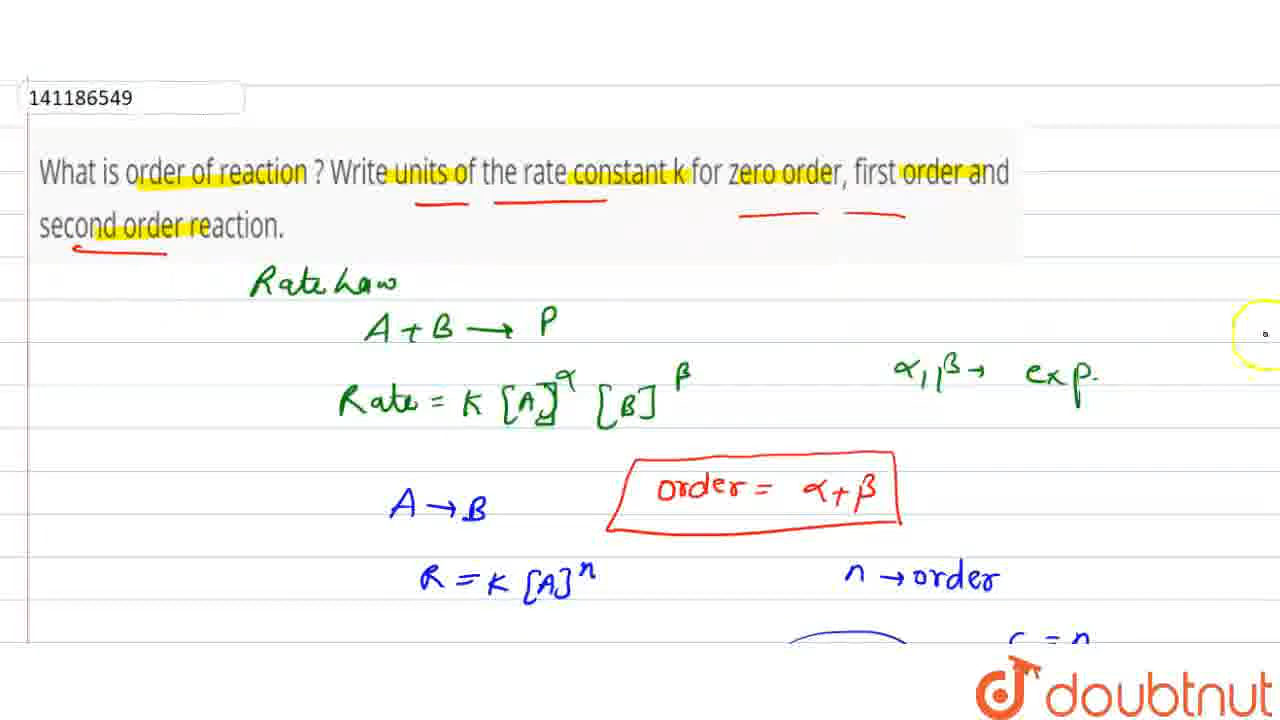 141186549
What is order of reaction ? Write units of the rate constant k for zero order, first order and
second order reaction.
Rate Law
A + B → P
Rate = K [A]^α [B]^β
α, β → exp.
order = α + β
A → B
R = K [A]^n
n → order
= n
doubtnut